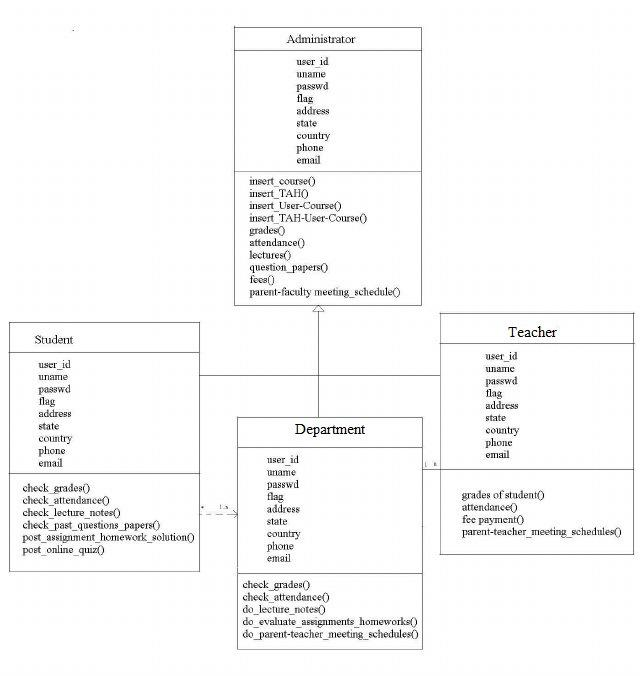 Administrator
user_id
uname
passwd
flag
address
state
country
phone
email
insert_course()
insert_TAH()
insert_User-Course()
insert_TAH-User-Course()
grades()
attendance()
lectures()
question_papers()
fees()
parent-faculty meeting_schedule()
Student
user_id
uname
passwd
flag
address
state
country
phone
email
check_grades()
check_attendance()
check_lecture_notes()
check_past_questions_papers()
post_assignment_homework_solution()
post_online_quiz()
Teacher
user_id
uname
passwd
flag
address
state
country
phone
email
grades of student()
attendance()
fee payment()
parent-teacher_meeting_schedules()
Department
user_id
uname
passwd
flag
address
state
country
phone
email
check_grades()
check_attendance()
do_lecture_notes()
do_evaluate_assignments_homeworks()
do_parent-teacher_meeting_schedules()